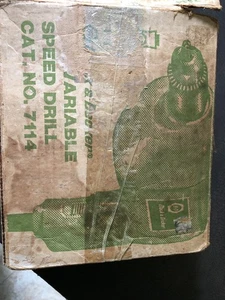 VARIABLE
SPEED DRILL
CAT. NO. 7114